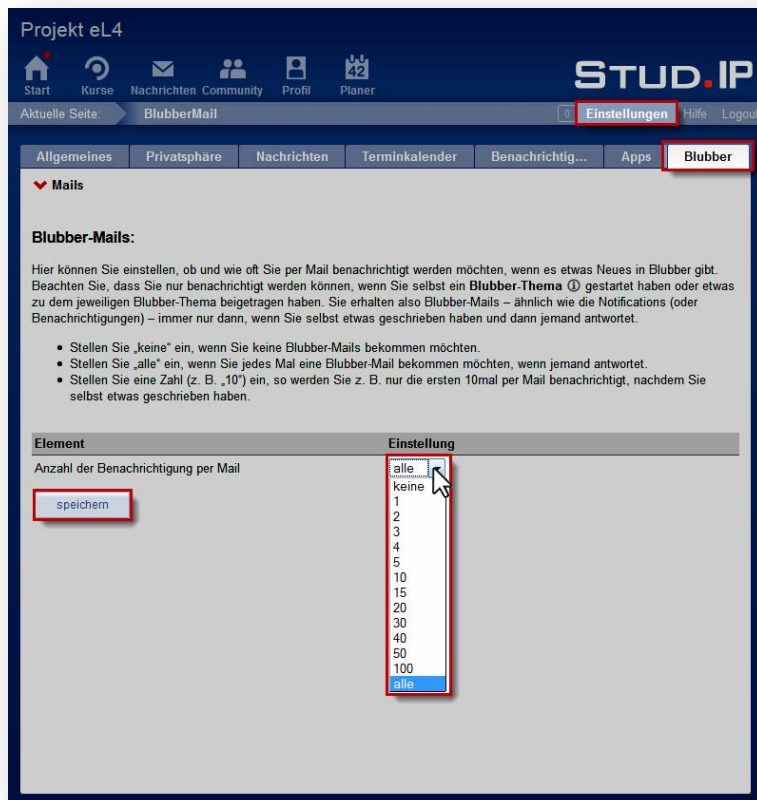 Projekt eL4
Start Kurse Nachrichten Community Profil Planer
42
STUD.IP
Aktuelle Seite: BlubberMail 0 Einstellungen Hilfe Logout
Allgemeines Privatsphäre Nachrichten Terminkalender Benachrichtig... Apps Blubber
Mails
Blubber-Mails:
Hier können Sie einstellen, ob und wie oft Sie per Mail benachrichtigt werden möchten, wenn es etwas Neues in Blubber gibt.
Beachten Sie, dass Sie nur benachrichtigt werden können, wenn Sie selbst ein Blubber-Thema ⓘ gestartet haben oder etwas
zu dem jeweiligen Blubber-Thema beigetragen haben. Sie erhalten also Blubber-Mails – ähnlich wie die Notifications (oder
Benachrichtigungen) – immer nur dann, wenn Sie selbst etwas geschrieben haben und dann jemand antwortet.
• Stellen Sie „keine" ein, wenn Sie keine Blubber-Mails bekommen möchten.
• Stellen Sie „alle" ein, wenn Sie jedes Mal eine Blubber-Mail bekommen möchten, wenn jemand antwortet.
• Stellen Sie eine Zahl (z. B. „10") ein, so werden Sie z. B. nur die ersten 10mal per Mail benachrichtigt, nachdem Sie
selbst etwas geschrieben haben.
Element Einstellung
Anzahl der Benachrichtigung per Mail alle
speichern
keine
1
2
3
4
5
10
15
20
30
40
50
100
alle